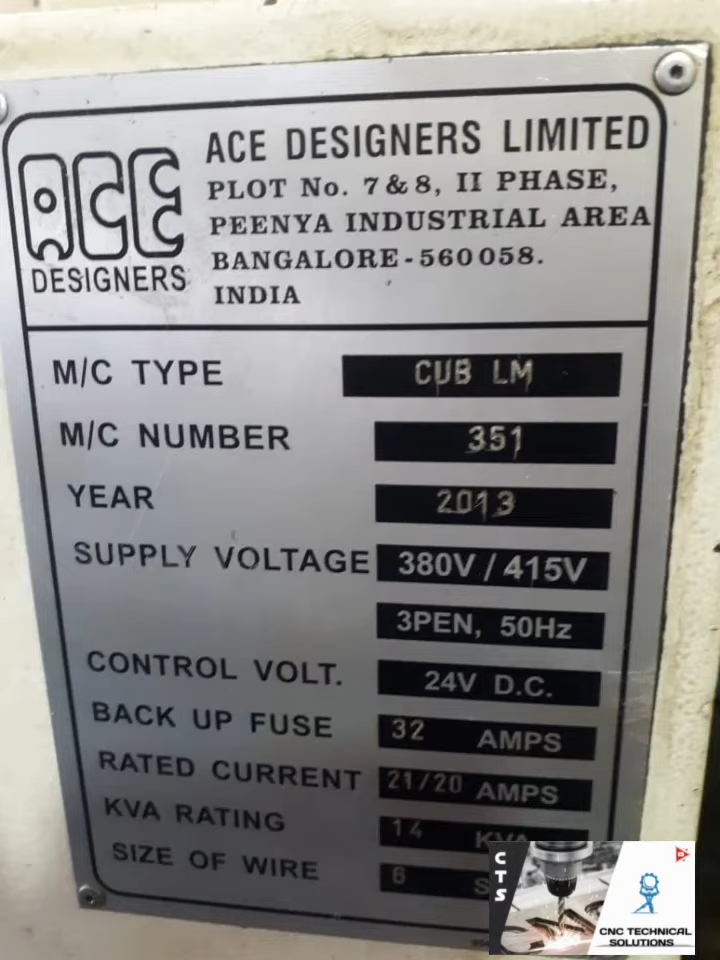 ACE DESIGNERS LIMITED
PLOT No. 7 & 8, II PHASE,
PEENYA INDUSTRIAL AREA
BANGALORE - 560 058.
INDIA
ACE
DESIGNERS
M/C TYPE CUB LM
M/C NUMBER 351
YEAR 2013
SUPPLY VOLTAGE 380V / 415V
3PEN, 50Hz
CONTROL VOLT. 24V D.C.
BACK UP FUSE 32 AMPS
RATED CURRENT 21/20 AMPS
KVA RATING 14 KVA
SIZE OF WIRE 6
CTS
CNC TECHNICAL
SOLUTIONS